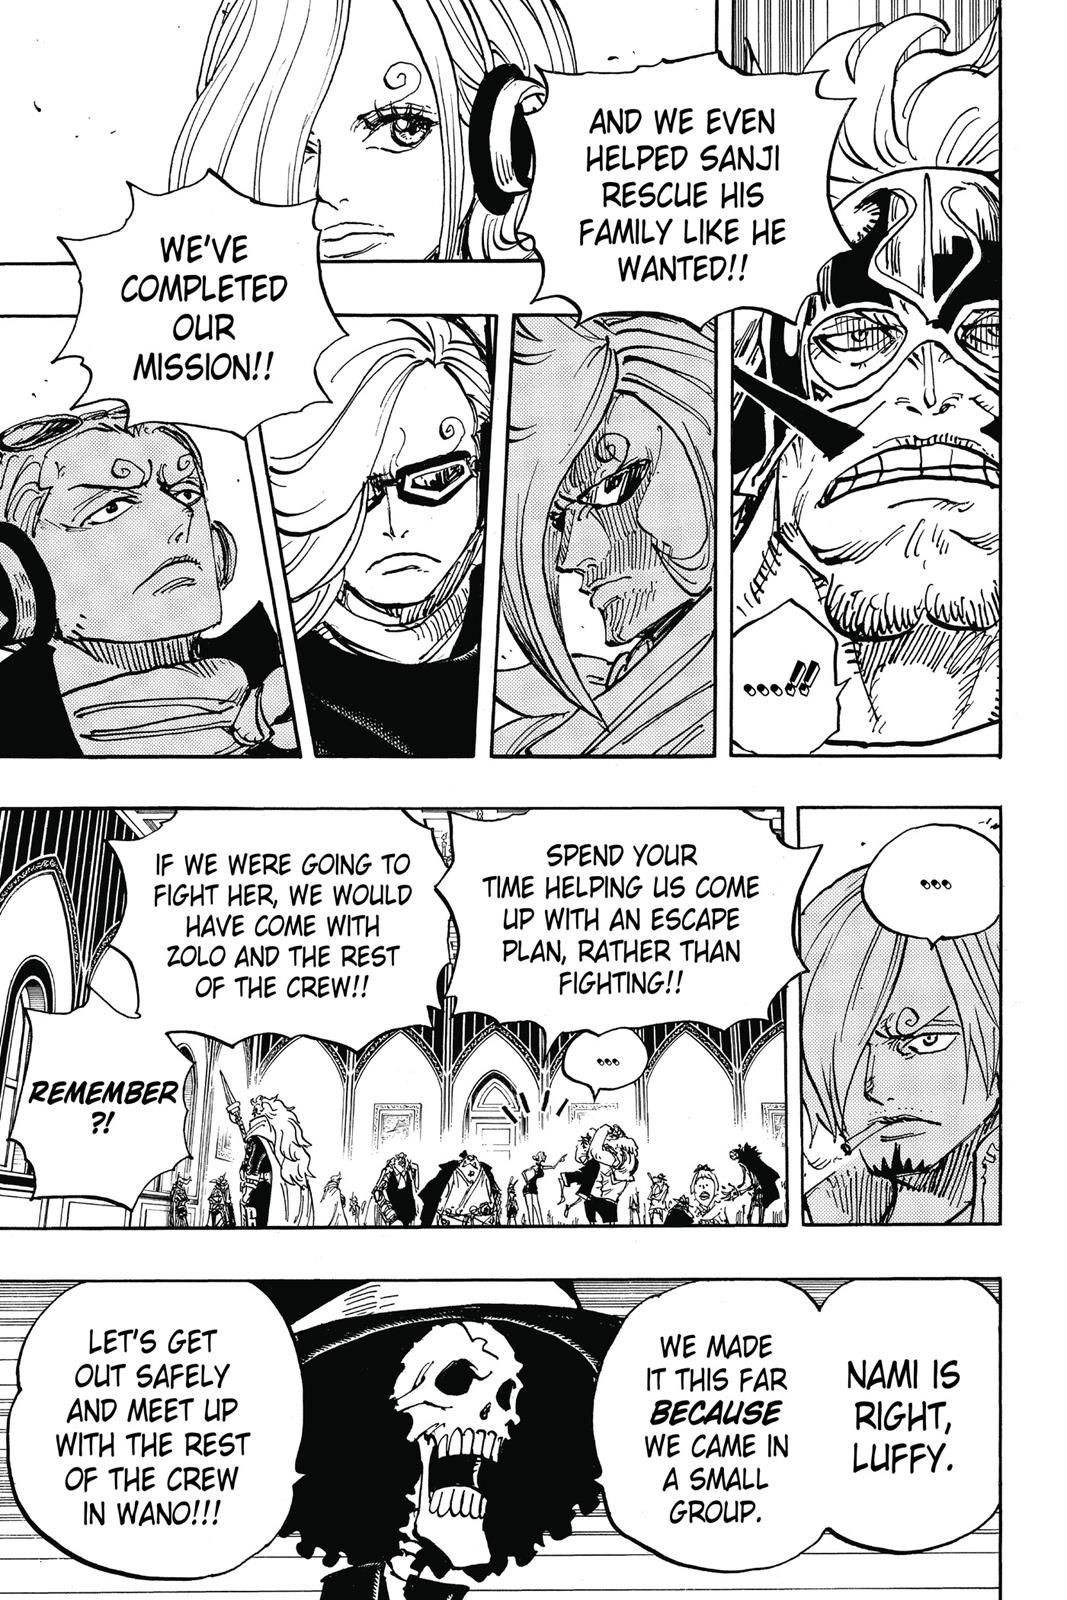 AND WE EVEN
HELPED SANJI
RESCUE HIS
FAMILY LIKE HE
WANTED!!
WE'VE
COMPLETED
OUR
MISSION!!
...!!
...
SPEND YOUR
TIME HELPING US COME
UP WITH AN ESCAPE
PLAN, RATHER THAN
FIGHTING!!
...
IF WE WERE GOING TO
FIGHT HER, WE WOULD
HAVE COME WITH
ZOLO AND THE REST
OF THE CREW!!
REMEMBER
?!
NAMI IS
RIGHT,
LUFFY.
WE MADE
IT THIS FAR
BECAUSE
WE CAME IN
A SMALL
GROUP.
LET'S GET
OUT SAFELY
AND MEET UP
WITH THE REST
OF THE CREW
IN WANO!!!